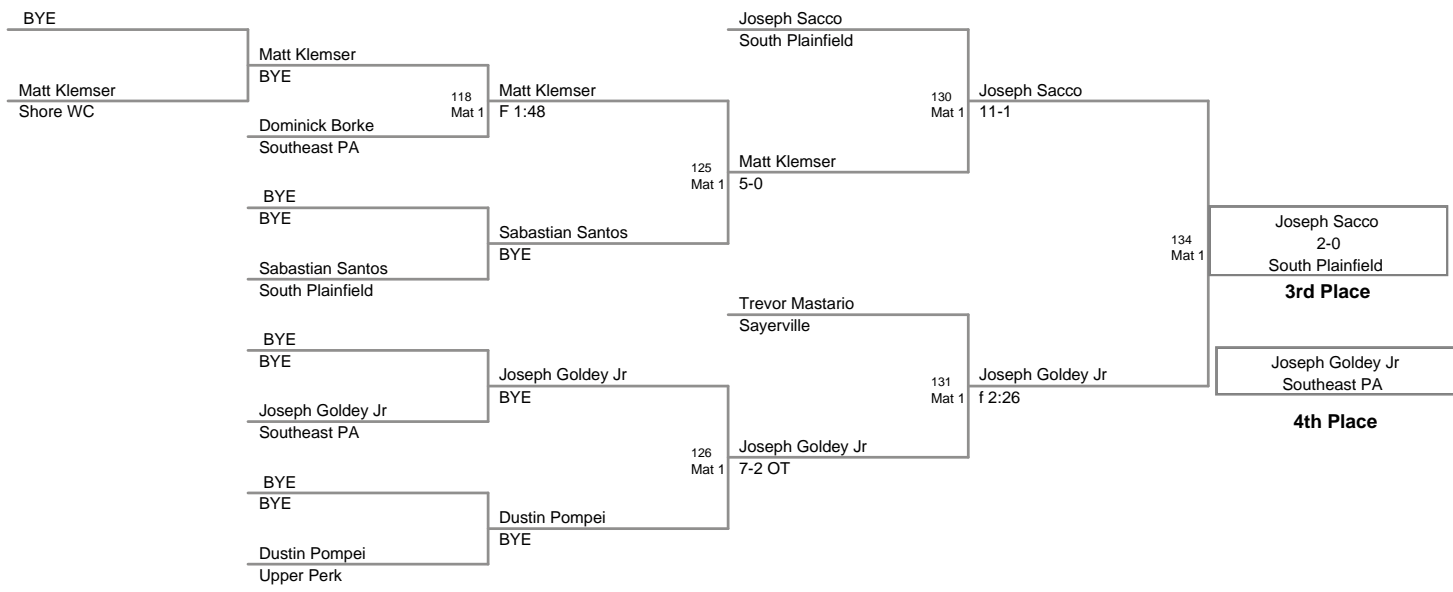 BYE
Matt Klemser
Shore WC
Matt Klemser
BYE
Dominick Borke
Southeast PA
BYE
BYE
Sabastian Santos
South Plainfield
BYE
BYE
Joseph Goldey Jr
Southeast PA
BYE
BYE
Dustin Pompei
Upper Perk
118
Mat 1
Matt Klemser
F 1:48
Sabastian Santos
BYE
Joseph Goldey Jr
BYE
Dustin Pompei
BYE
125
Mat 1
126
Mat 1
Joseph Sacco
South Plainfield
Matt Klemser
5-0
Trevor Mastario
Sayerville
Joseph Goldey Jr
7-2 OT
130
Mat 1
131
Mat 1
Joseph Sacco
11-1
Joseph Goldey Jr
f 2:26
134
Mat 1
Joseph Sacco
2-0
South Plainfield
3rd Place
Joseph Goldey Jr
Southeast PA
4th Place